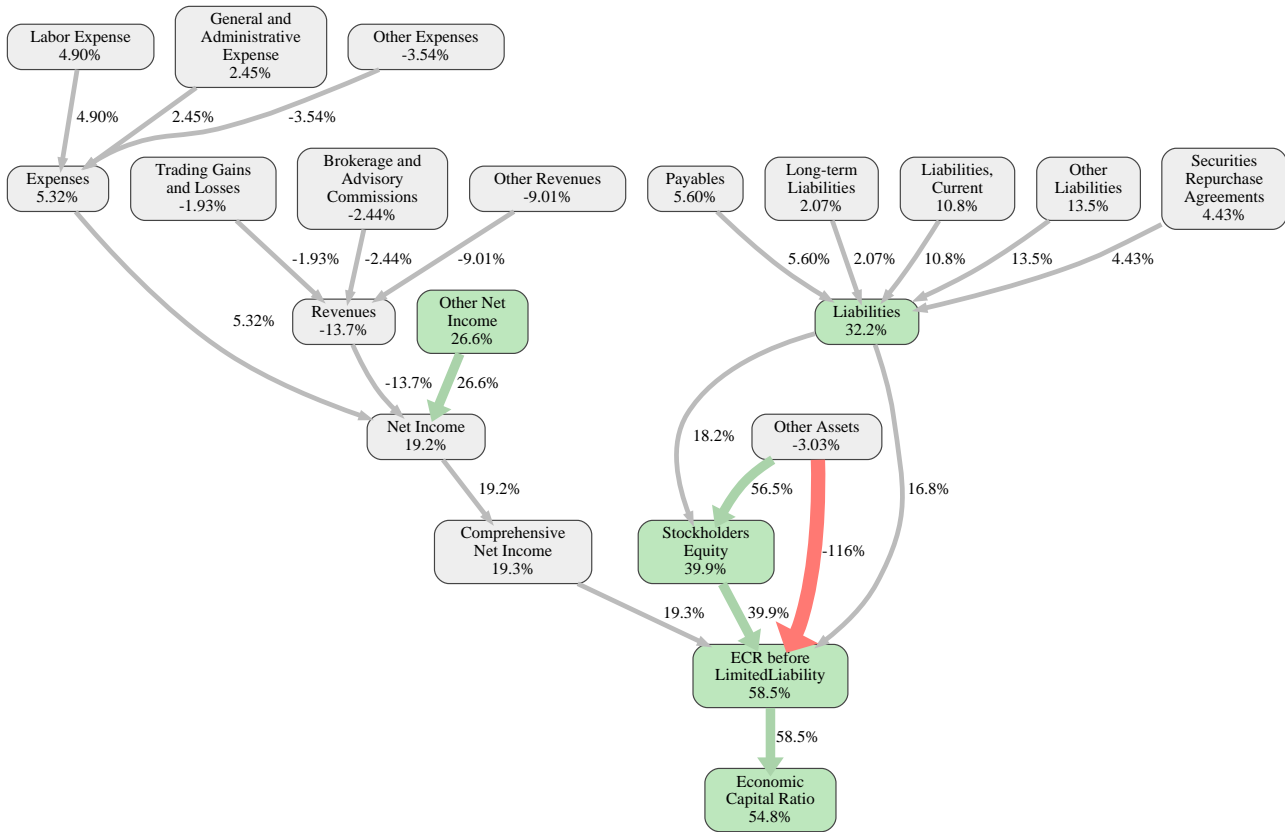 Labor Expense
4.90%
General and
Administrative
Expense
2.45%
Other Expenses
-3.54%
4.90%
2.45%
-3.54%
Expenses
5.32%
Trading Gains
and Losses
-1.93%
Brokerage and
Advisory
Commissions
-2.44%
Other Revenues
-9.01%
Payables
5.60%
Long-term
Liabilities
2.07%
Liabilities,
Current
10.8%
Other
Liabilities
13.5%
Securities
Repurchase
Agreements
4.43%
-1.93%
-2.44%
-9.01%
5.60%
2.07%
10.8%
13.5%
4.43%
5.32%
Revenues
-13.7%
Other Net
Income
26.6%
Liabilities
32.2%
-13.7%
26.6%
Net Income
19.2%
18.2%
Other Assets
-3.03%
16.8%
19.2%
56.5%
-116%
Comprehensive
Net Income
19.3%
Stockholders
Equity
39.9%
19.3%
39.9%
ECR before
LimitedLiability
58.5%
58.5%
Economic
Capital Ratio
54.8%